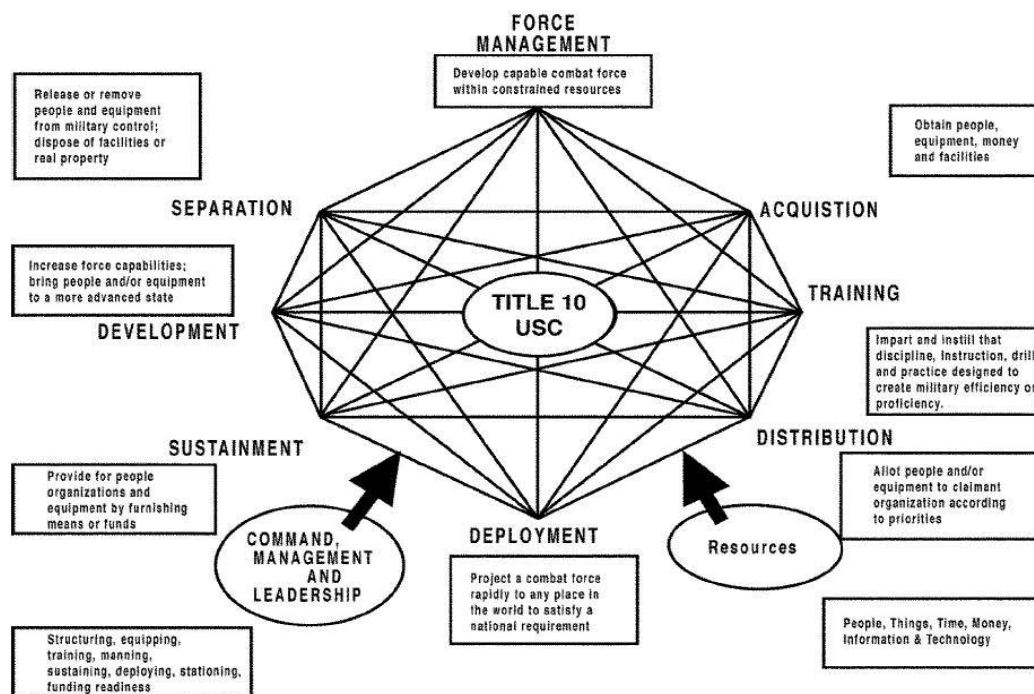 FORCE
MANAGEMENT
Develop capable combat force
within constrained resources
Release or remove
people and equipment
from military control;
dispose of facilities or
real property
Obtain people,
equipment, money
and facilities
SEPARATION
ACQUISTION
Increase force capabilities;
bring people and/or equipment
to a more advanced state
DEVELOPMENT
TITLE 10
USC
TRAINING
Impart and instill that
discipline, Instruction, drill
and practice designed to
create military efficiency or
proficiency.
SUSTAINMENT
DISTRIBUTION
Provide for people
organizations and
equipment by furnishing
means or funds
Allot people and/or
equipment to claimant
organization according
to priorities
COMMAND,
MANAGEMENT
AND
LEADERSHIP
DEPLOYMENT
Resources
Project a combat force
rapidly to any place in
the world to satisfy a
national requirement
Structuring, equipping,
training, manning,
sustaining, deploying, stationing,
funding readiness
People, Things, Time, Money,
Information & Technology